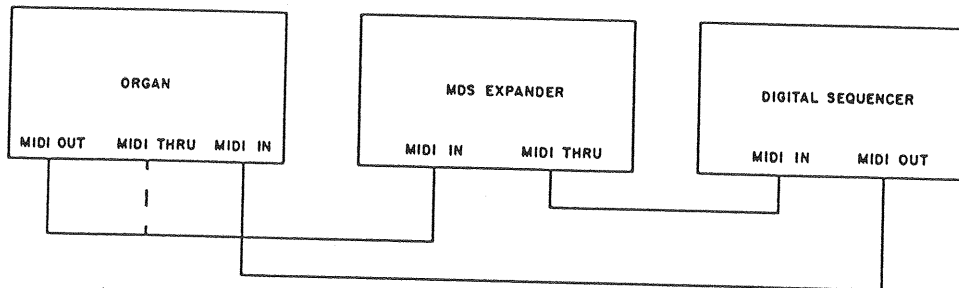 ORGAN
MIDI OUT MIDI THRU MIDI IN
MDS EXPANDER
MIDI IN MIDI THRU
DIGITAL SEQUENCER
MIDI IN MIDI OUT